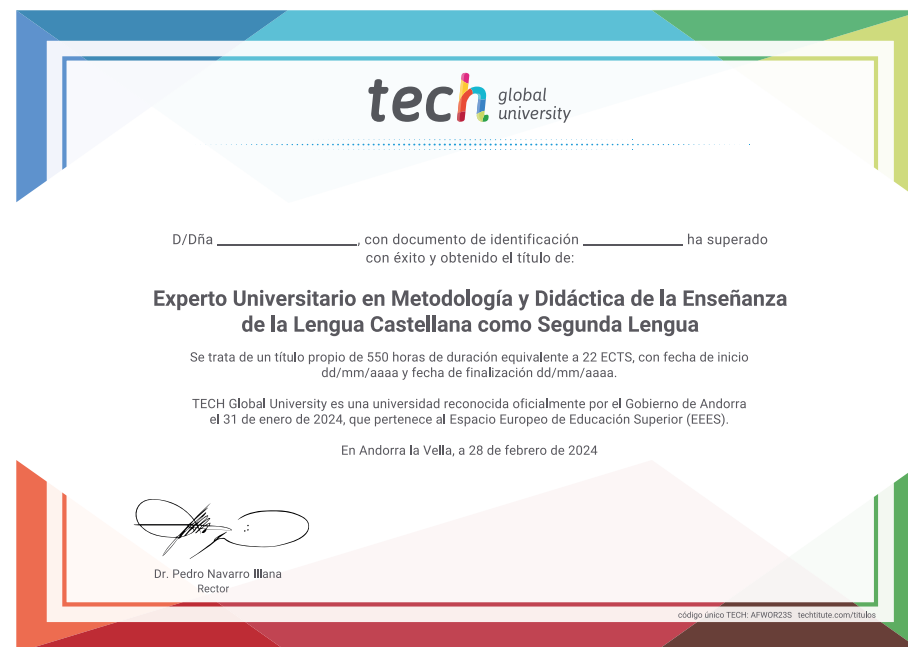 tech global university
D/Dña ____________________, con documento de identificación ______________ ha superado
con éxito y obtenido el título de:
Experto Universitario en Metodología y Didáctica de la Enseñanza
de la Lengua Castellana como Segunda Lengua
Se trata de un título propio de 550 horas de duración equivalente a 22 ECTS, con fecha de inicio
dd/mm/aaaa y fecha de finalización dd/mm/aaaa.
TECH Global University es una universidad reconocida oficialmente por el Gobierno de Andorra
el 31 de enero de 2024, que pertenece al Espacio Europeo de Educación Superior (EEES).
En Andorra la Vella, a 28 de febrero de 2024
Dr. Pedro Navarro Illana
Rector
código único TECH: AFWOR23S techtitute.com/titulos